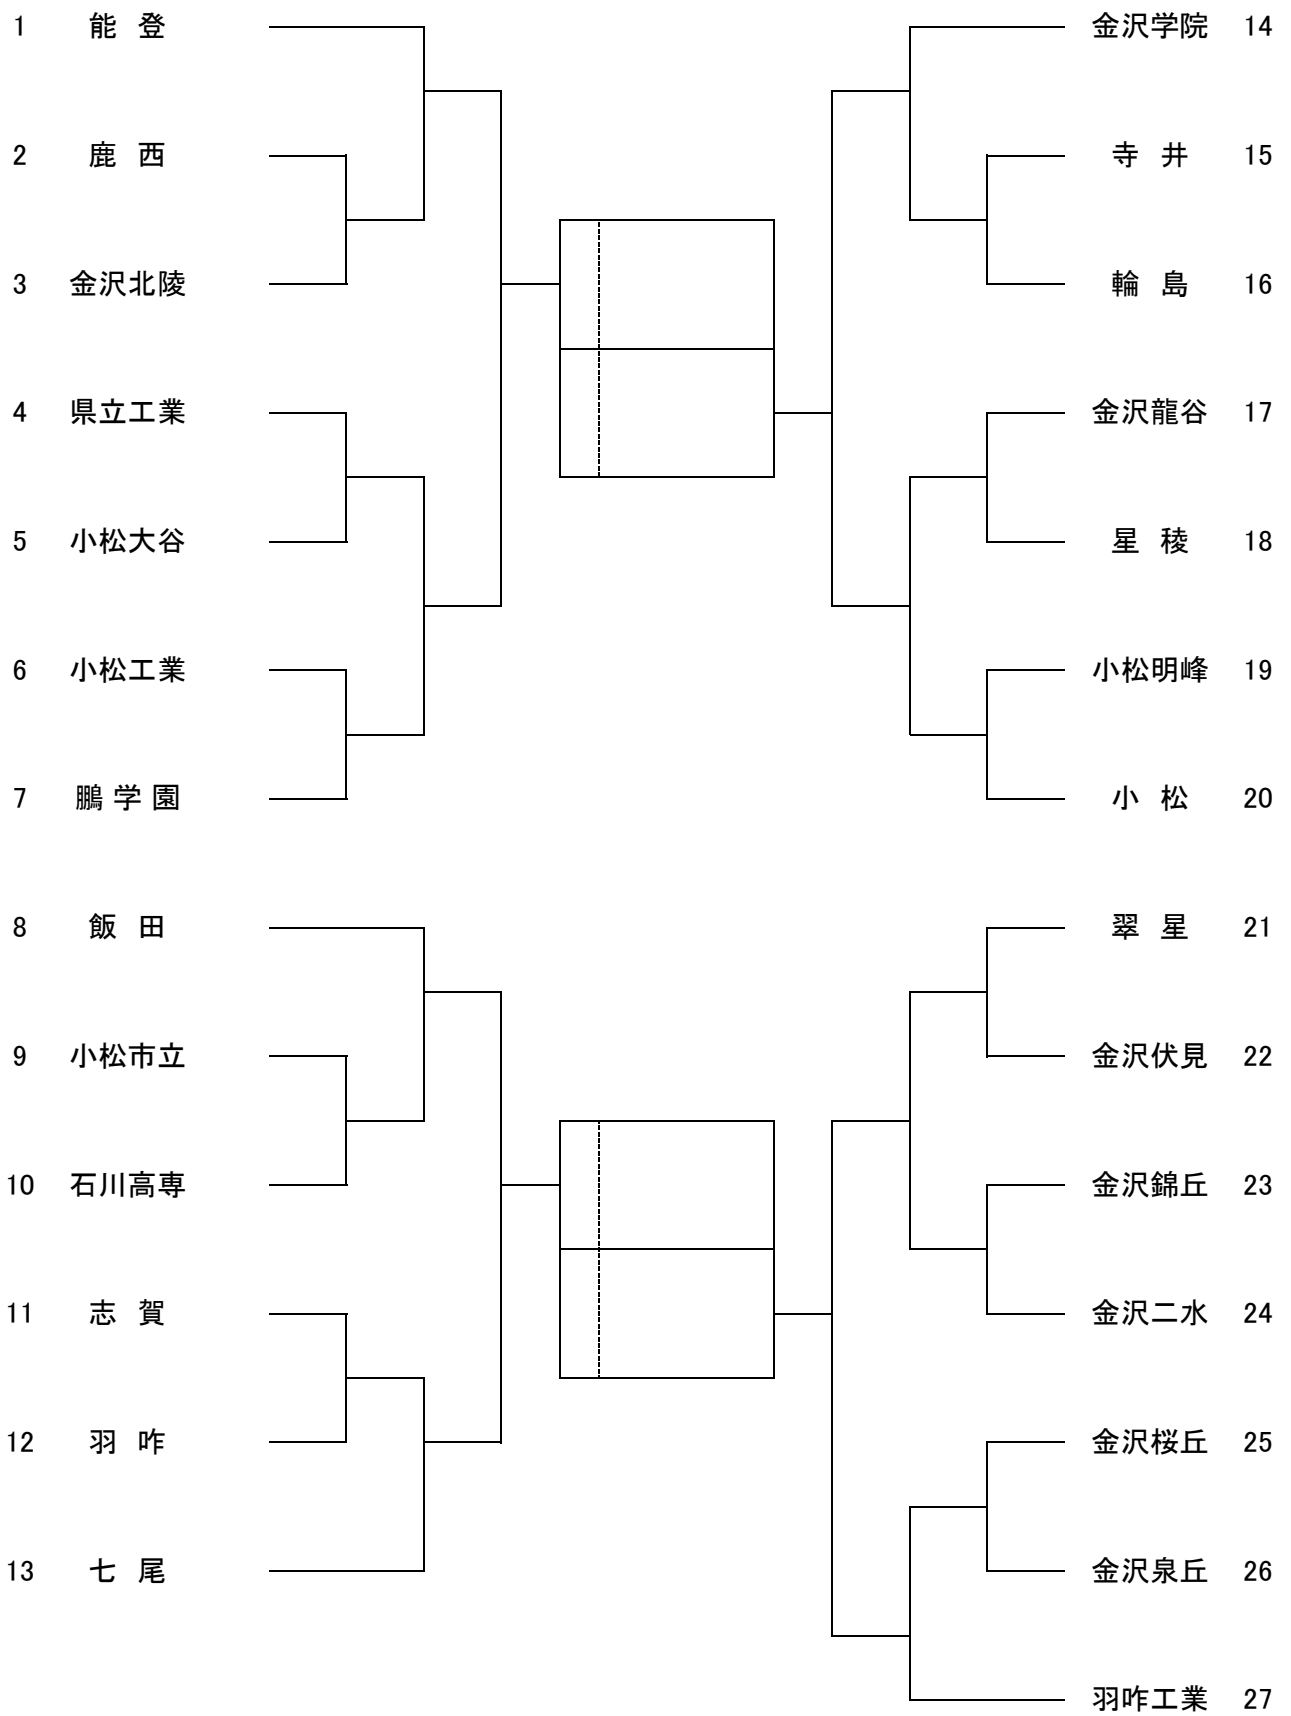 1 能 登
2 鹿 西
3 金沢北陵
4 県立工業
5 小松大谷
6 小松工業
7 鵬 学 園
8 飯 田
9 小松市立
10 石川高専
11 志 賀
12 羽 咋
13 七 尾
金沢学院 14
寺 井 15
輪 島 16
金沢龍谷 17
星 稜 18
小松明峰 19
小 松 20
翠 星 21
金沢伏見 22
金沢錦丘 23
金沢二水 24
金沢桜丘 25
金沢泉丘 26
羽咋工業 27